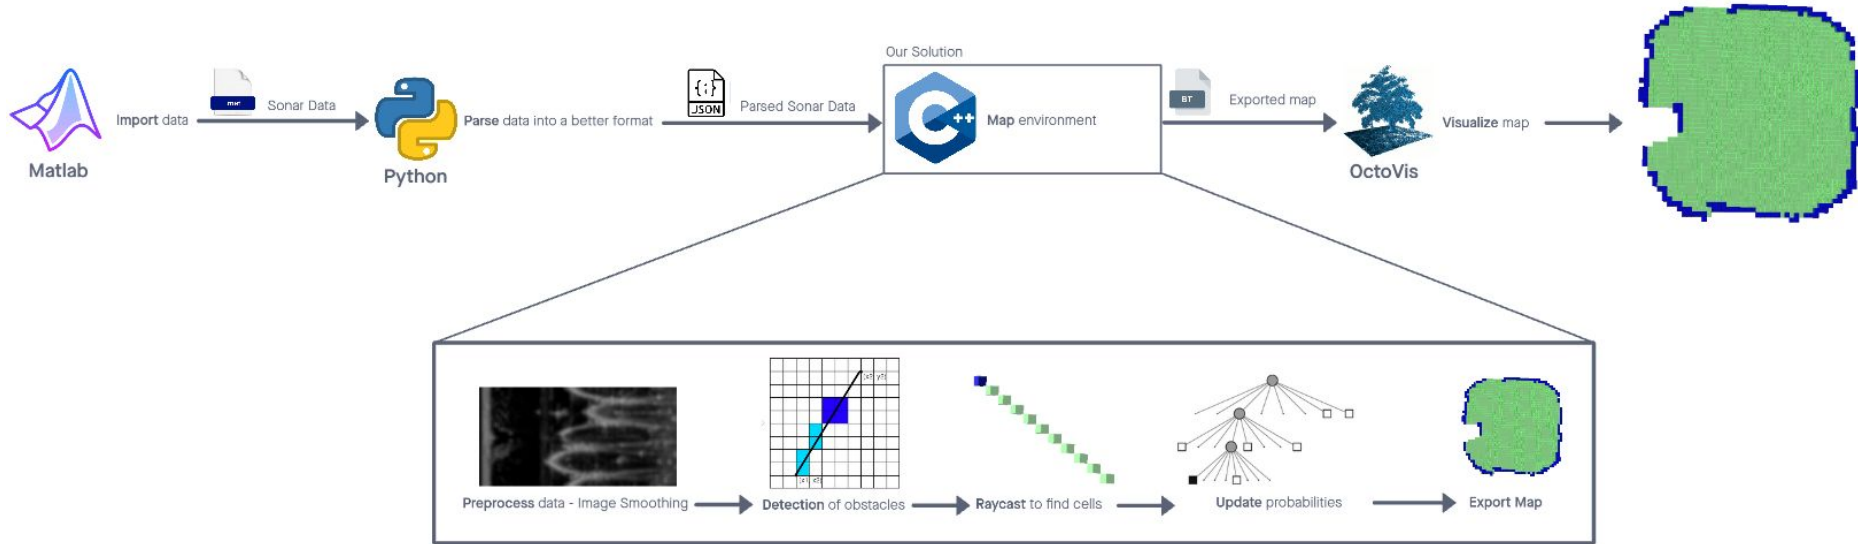 Our Solution
mat
Sonar Data
{;}
.JSON
Parsed Sonar Data
C++
BT
Exported map
Import data
Parse data into a better format
Map environment
Visualize map
Matlab
Python
OctoVis
Preprocess data - Image Smoothing
Detection of obstacles
Raycast to find cells
Update probabilities
Export Map